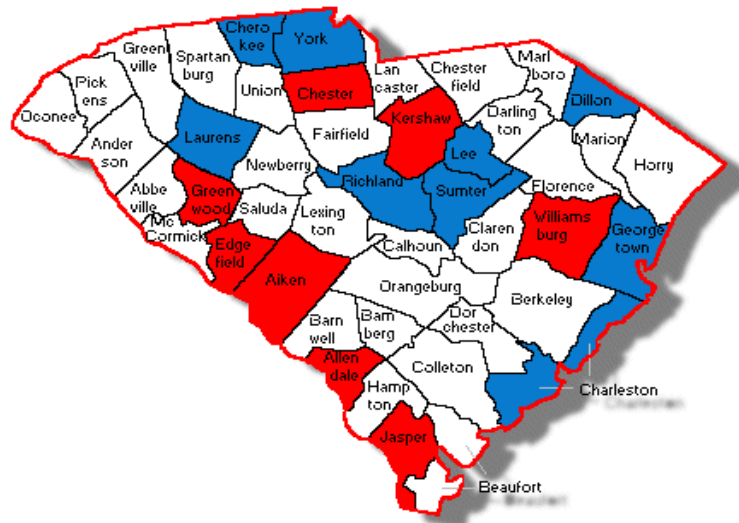 Chero
kee
York
Green
ville
Spartan
burg
Pick
ens
Oconee
Union
Chester
Lan
caster
Chester
field
Marl
boro
Dillon
Darling
ton
Marion
Horry
Ander
son
Laurens
Newberry
Fairfield
Kershaw
Lee
Richland
Sumter
Florence
Abbe
ville
Green
wood
Saluda
Lexing
ton
Mc
Cormick
Edge
field
Aiken
Calhoun
Claren
don
Williams
burg
George
town
Orangeburg
Berkeley
Barn
well
Bam
berg
Dor
chester
Allen
dale
Colleton
Hamp
ton
Charleston
Charleston
Jasper
Beaufort
Beaufort